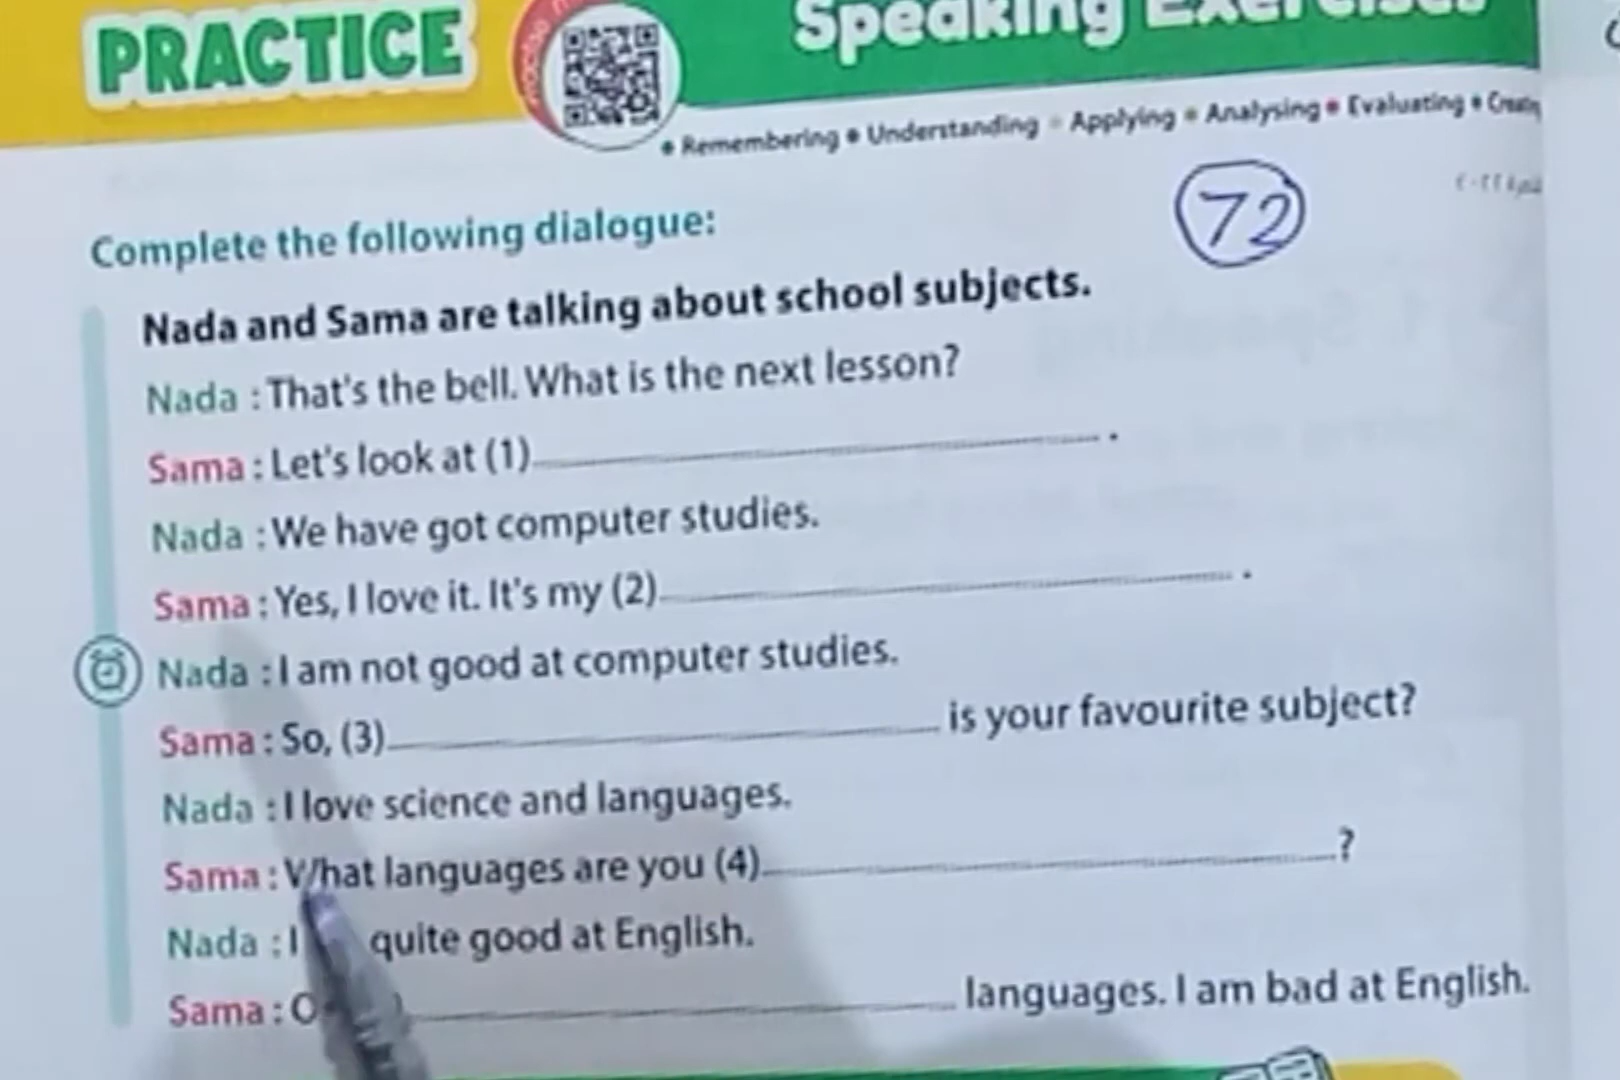 PRACTICE
Speaking Exercises
• Remembering • Understanding • Applying • Analysing • Evaluating •
72
Complete the following dialogue:
Nada and Sama are talking about school subjects.
Nada : That's the bell. What is the next lesson?
Sama : Let's look at (1) .
Nada : We have got computer studies.
Sama : Yes, I love it. It's my (2) .
Nada : I am not good at computer studies.
Sama : So, (3) is your favourite subject?
Nada : I love science and languages.
Sama : What languages are you (4) ?
Nada : I quite good at English.
Sama : languages. I am bad at English.